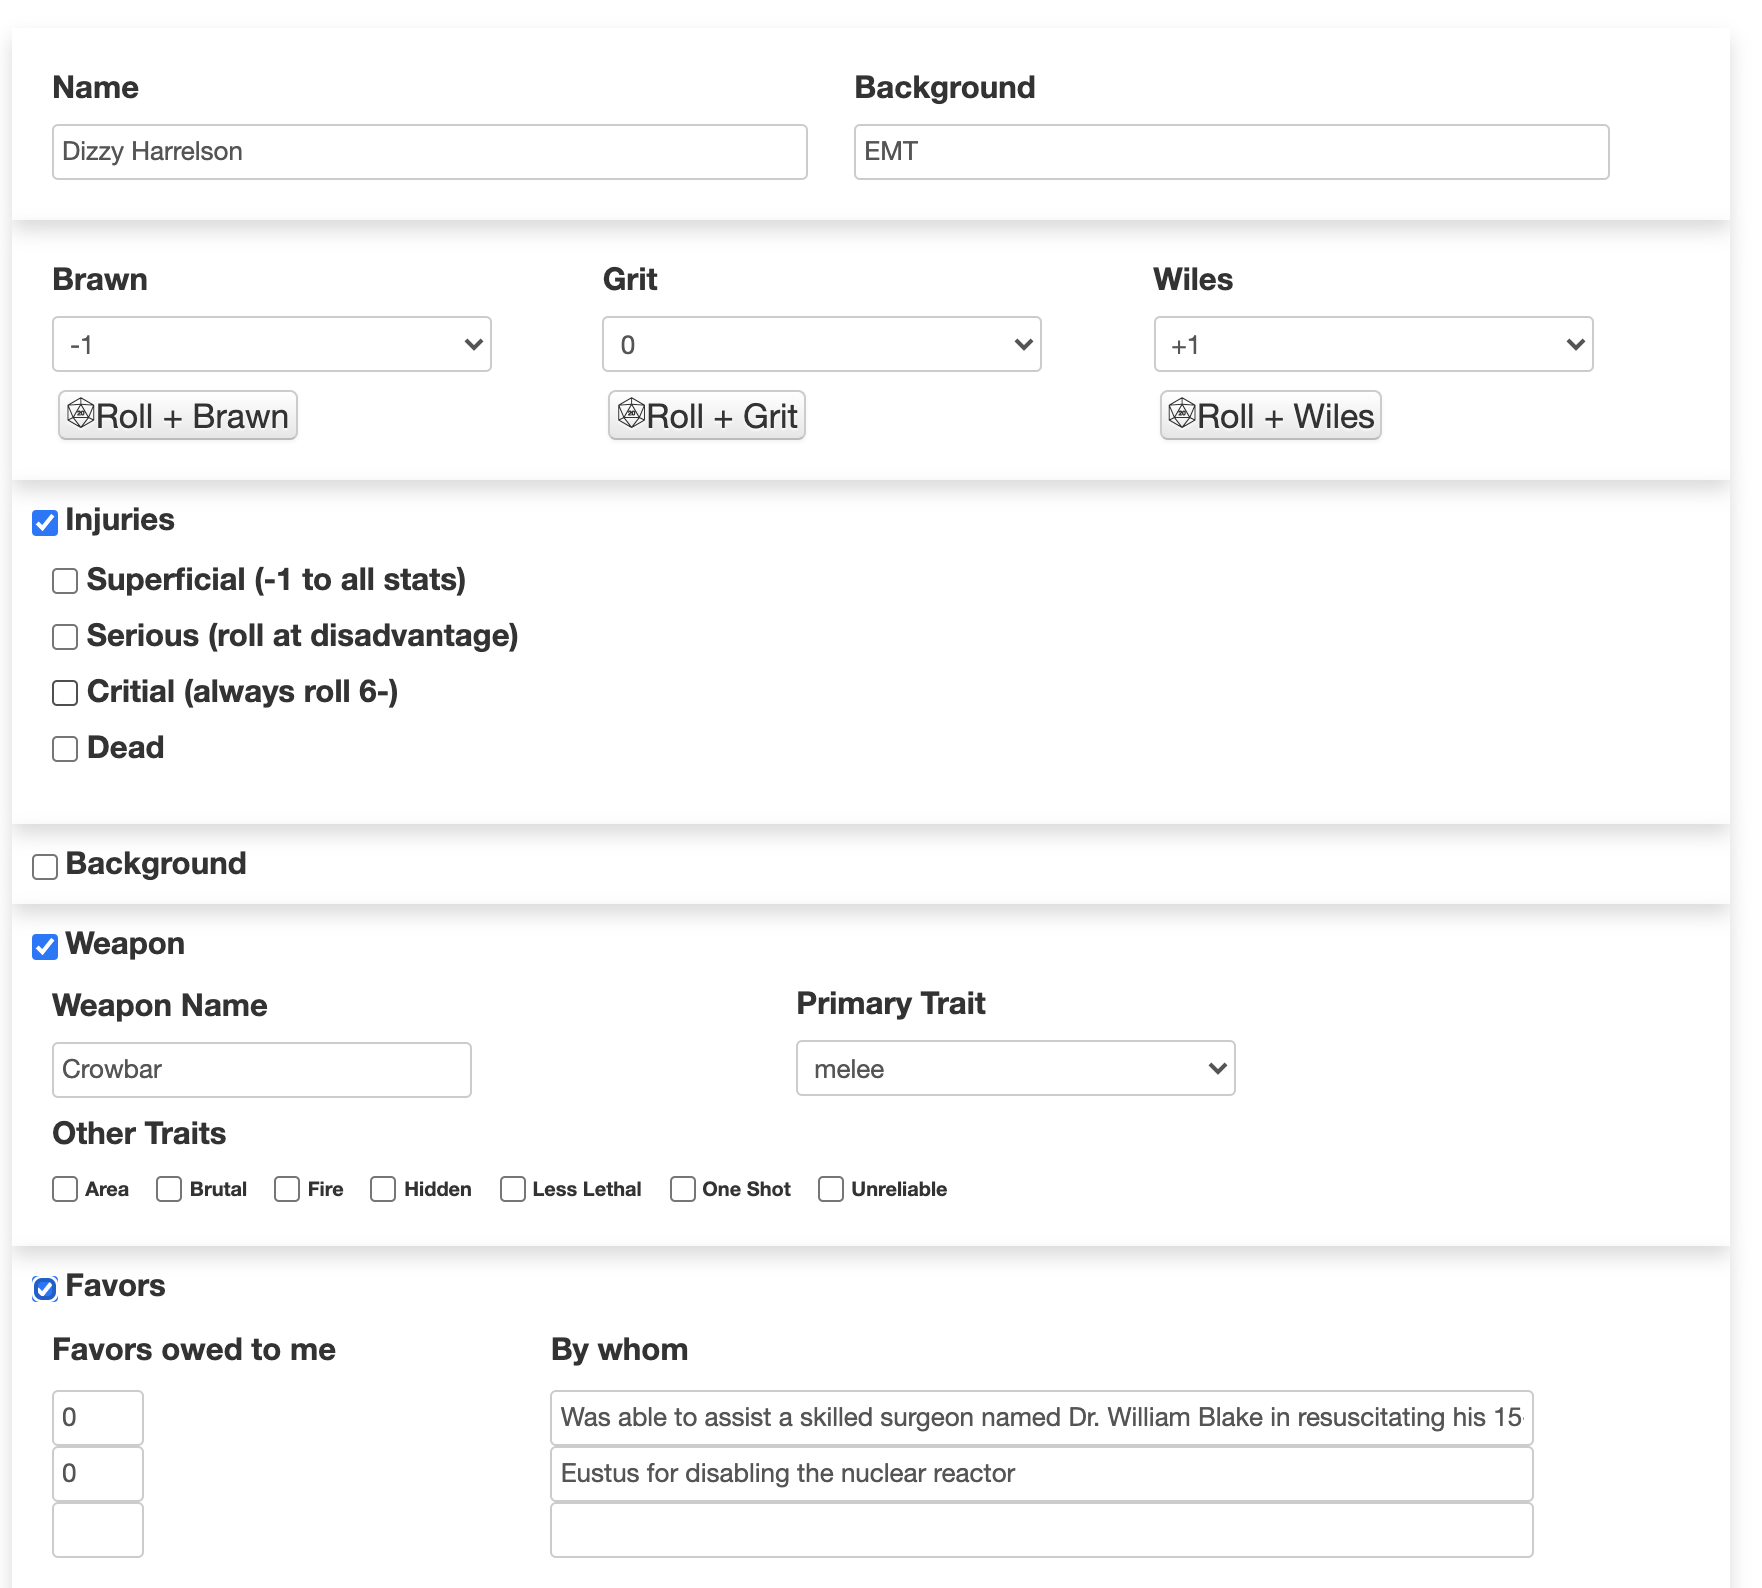 Name
Background
Dizzy Harrelson
EMT
Brawn
Grit
Wiles
-1
0
+1
Roll + Brawn
Roll + Grit
Roll + Wiles
Injuries
Superficial (-1 to all stats)
Serious (roll at disadvantage)
Critial (always roll 6-)
Dead
Background
Weapon
Weapon Name
Primary Trait
Crowbar
melee
Other Traits
Area Brutal Fire Hidden Less Lethal One Shot Unreliable
Favors
Favors owed to me
By whom
0
Was able to assist a skilled surgeon named Dr. William Blake in resuscitating his 15
0
Eustus for disabling the nuclear reactor